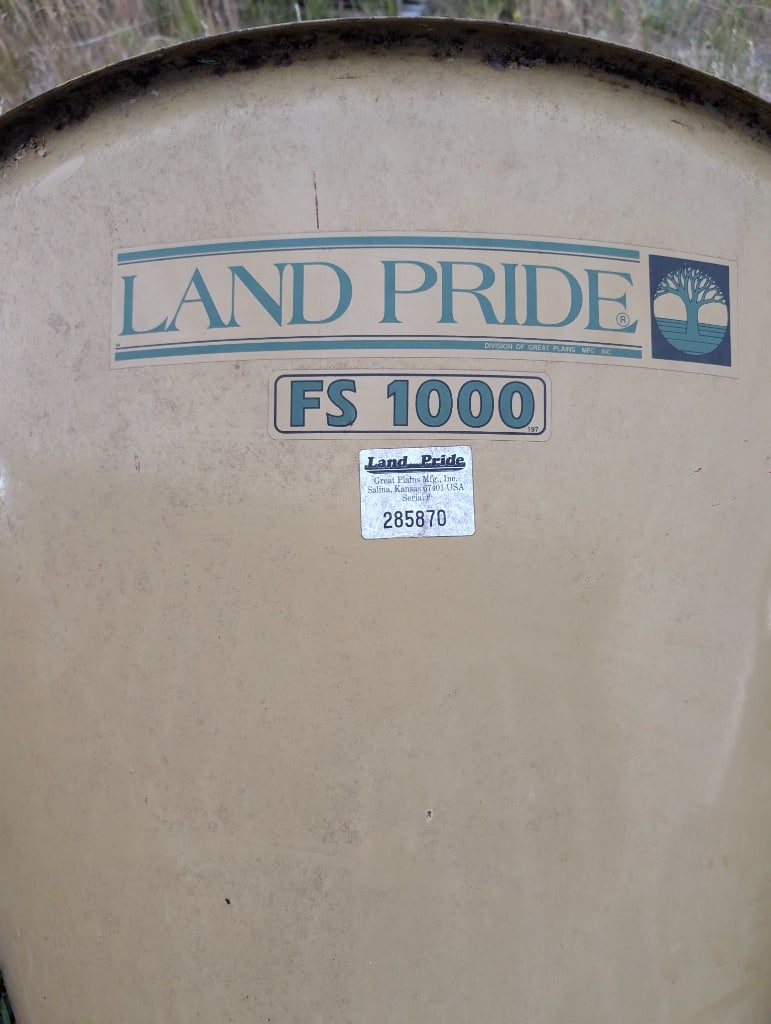 LAND PRIDE®
DIVISION OF GREAT PLAINS MFG. INC.
FS 1000
197
Land Pride
Great Plains Mfg., Inc.
Salina, Kansas 67401 USA
Serial #
285870